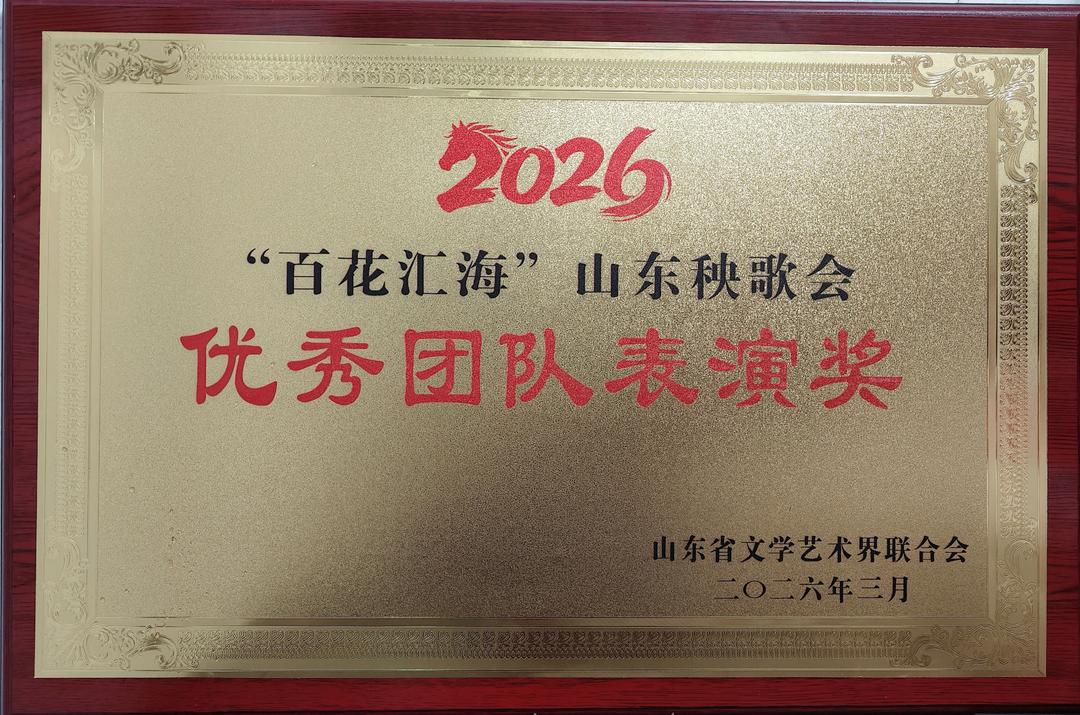 2026
“百花汇海”山东秧歌会
优秀团队表演奖
山东省文学艺术界联合会
二〇二六年三月